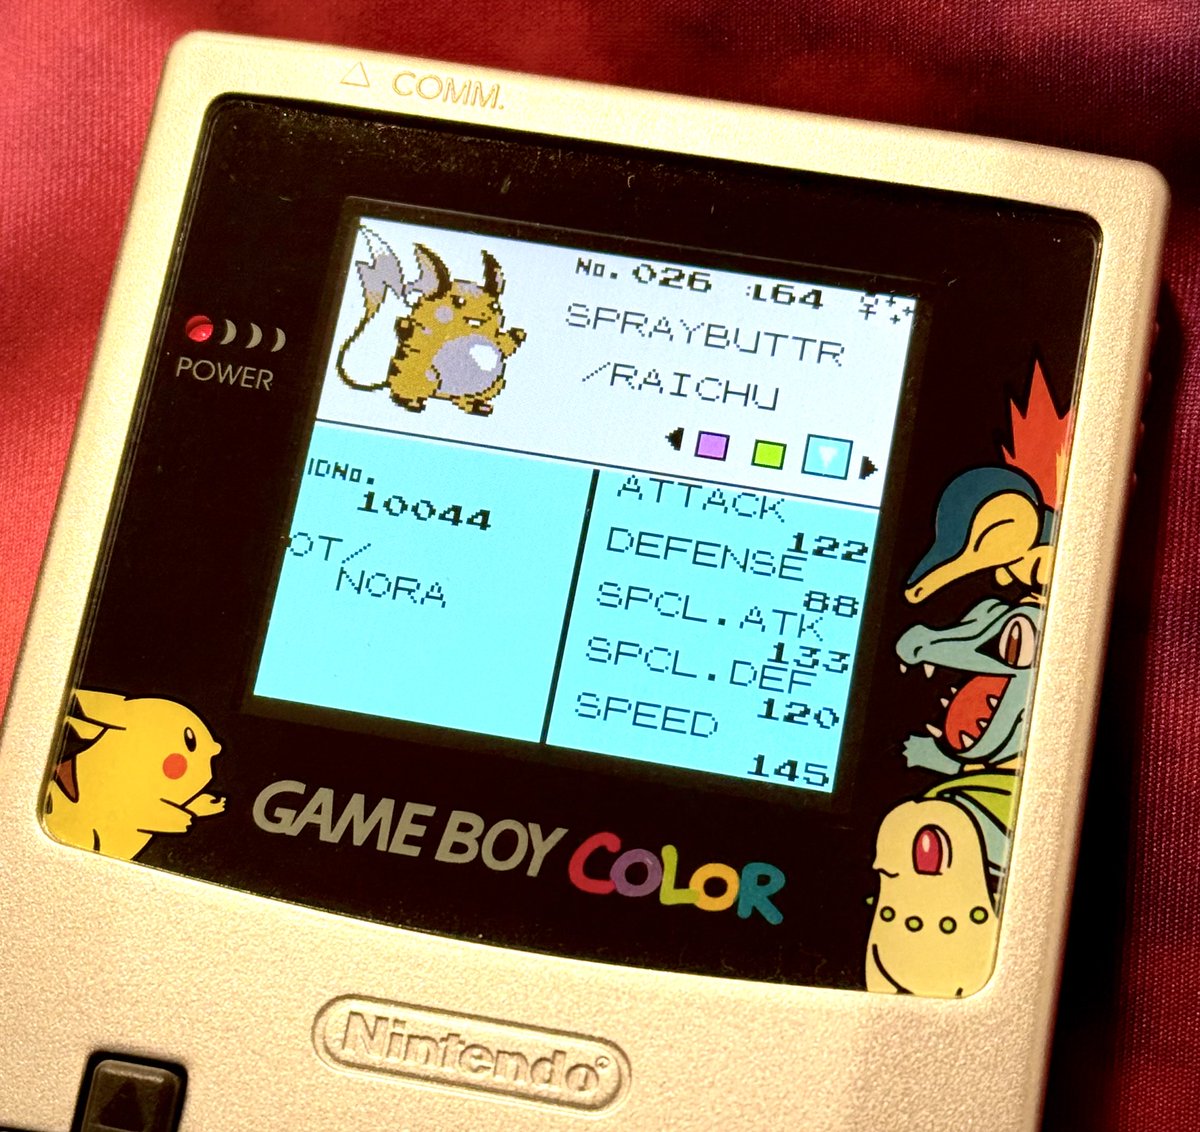 △ COMM.
No. 026 :L64 ♀
SPRAYBUTTR
/RAICHU
POWER
IDNo.
10044
OT/
NORA
ATTACK
122
DEFENSE
88
SPCL.ATK
133
SPCL.DEF
120
SPEED
145
GAME BOY COLOR
Nintendo®